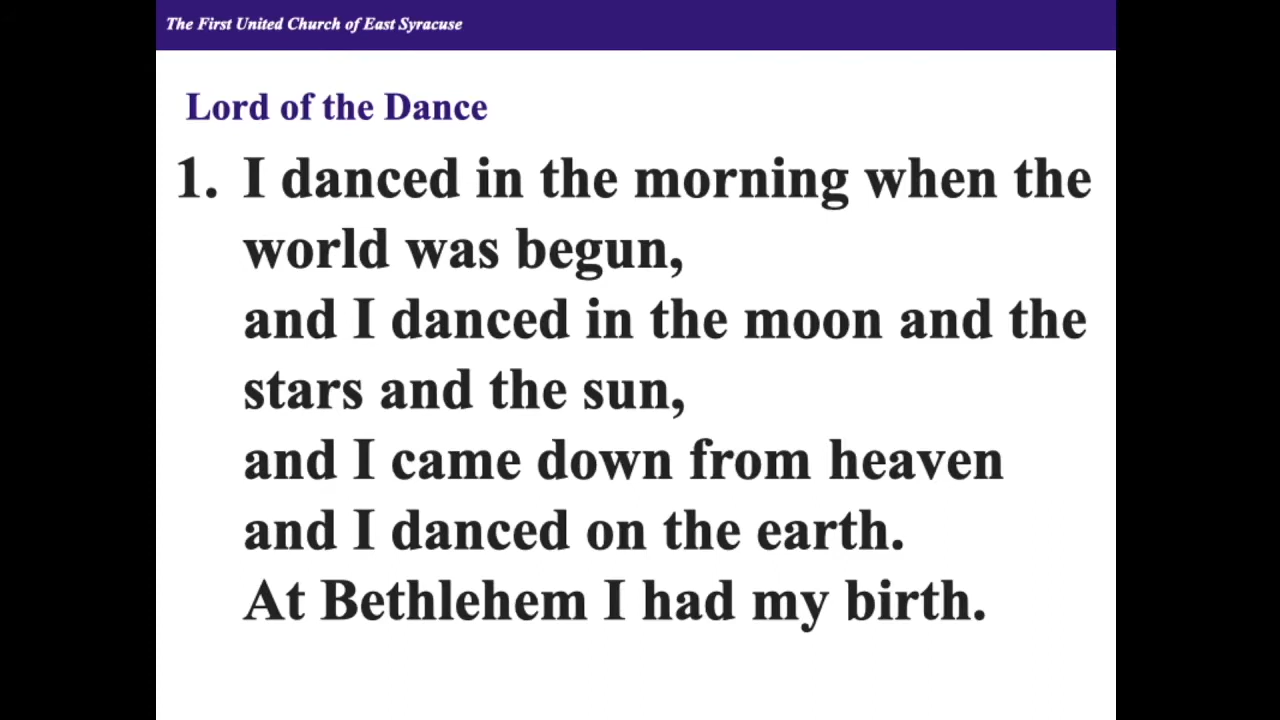 The First United Church of East Syracuse
Lord of the Dance
1. I danced in the morning when the
world was begun,
and I danced in the moon and the
stars and the sun,
and I came down from heaven
and I danced on the earth.
At Bethlehem I had my birth.